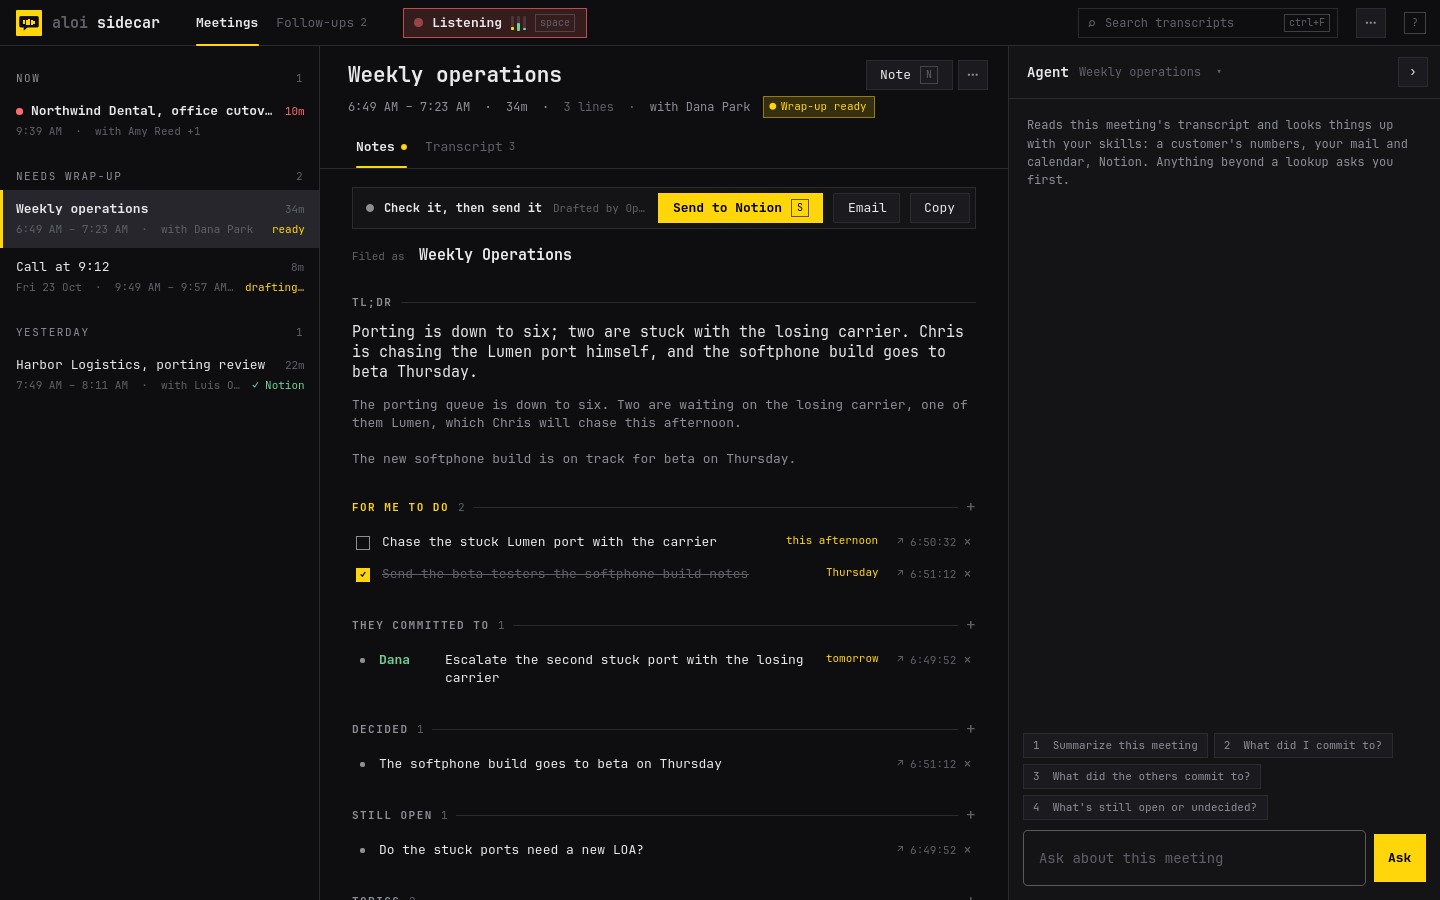 aloi sidecar
Meetings
Follow-ups 2
Listening
space
Search transcripts
ctrl+F
?
NOW 1
Northwind Dental, office cutov… 10m
9:39 AM · with Amy Reed +1
NEEDS WRAP-UP 2
Weekly operations 34m
6:49 AM – 7:23 AM · with Dana Park ready
Call at 9:12 8m
Fri 23 Oct · 9:49 AM – 9:57 AM… drafting…
YESTERDAY 1
Harbor Logistics, porting review 22m
7:49 AM – 8:11 AM · with Luis O… ✓ Notion
Weekly operations
Note N
6:49 AM – 7:23 AM · 34m · 3 lines · with Dana Park
Wrap-up ready
Notes
Transcript 3
Check it, then send it
Drafted by Op…
Send to Notion S
Email
Copy
Filed as Weekly Operations
TL;DR
Porting is down to six; two are stuck with the losing carrier. Chris
is chasing the Lumen port himself, and the softphone build goes to
beta Thursday.
The porting queue is down to six. Two are waiting on the losing carrier, one of
them Lumen, which Chris will chase this afternoon.
The new softphone build is on track for beta on Thursday.
FOR ME TO DO 2 +
Chase the stuck Lumen port with the carrier this afternoon ↗ 6:50:32 ×
Send the beta testers the softphone build notes Thursday ↗ 6:51:12 ×
THEY COMMITTED TO 1 +
Dana Escalate the second stuck port with the losing tomorrow ↗ 6:49:52 ×
carrier
DECIDED 1 +
The softphone build goes to beta on Thursday ↗ 6:51:12 ×
STILL OPEN 1 +
Do the stuck ports need a new LOA? ↗ 6:49:52 ×
Agent Weekly operations
Reads this meeting's transcript and looks things up
with your skills: a customer's numbers, your mail and
calendar, Notion. Anything beyond a lookup asks you
first.
1 Summarize this meeting
2 What did I commit to?
3 What did the others commit to?
4 What's still open or undecided?
Ask about this meeting
Ask